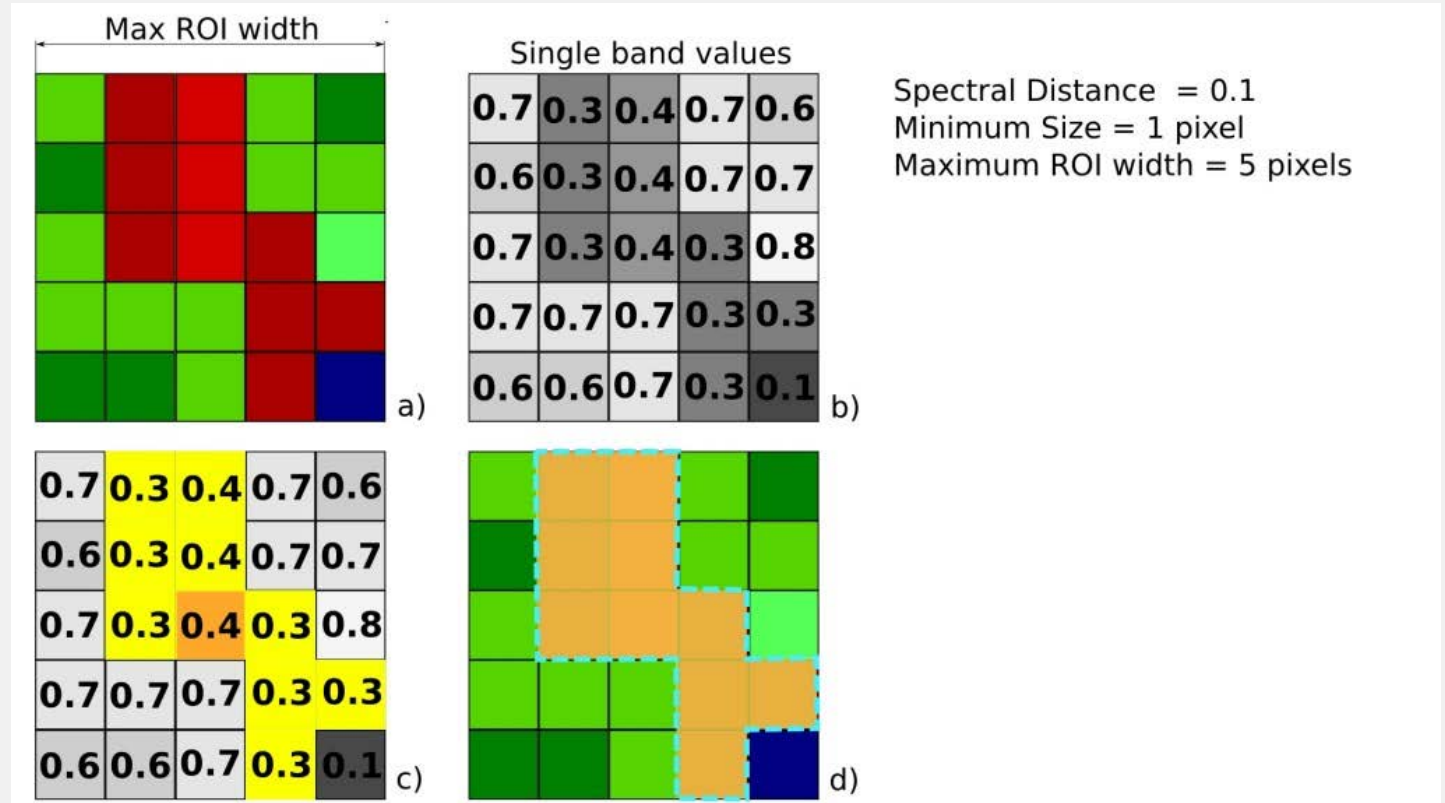 Max ROI width
Single band values
Spectral Distance = 0.1
Minimum Size = 1 pixel
Maximum ROI width = 5 pixels
a)
0.7 0.3 0.4 0.7 0.6
0.6 0.3 0.4 0.7 0.7
0.7 0.3 0.4 0.3 0.8
0.7 0.7 0.7 0.3 0.3
0.6 0.6 0.7 0.3 0.1
b)
0.7 0.3 0.4 0.7 0.6
0.6 0.3 0.4 0.7 0.7
0.7 0.3 0.4 0.3 0.8
0.7 0.7 0.7 0.3 0.3
0.6 0.6 0.7 0.3 0.1
c)
d)